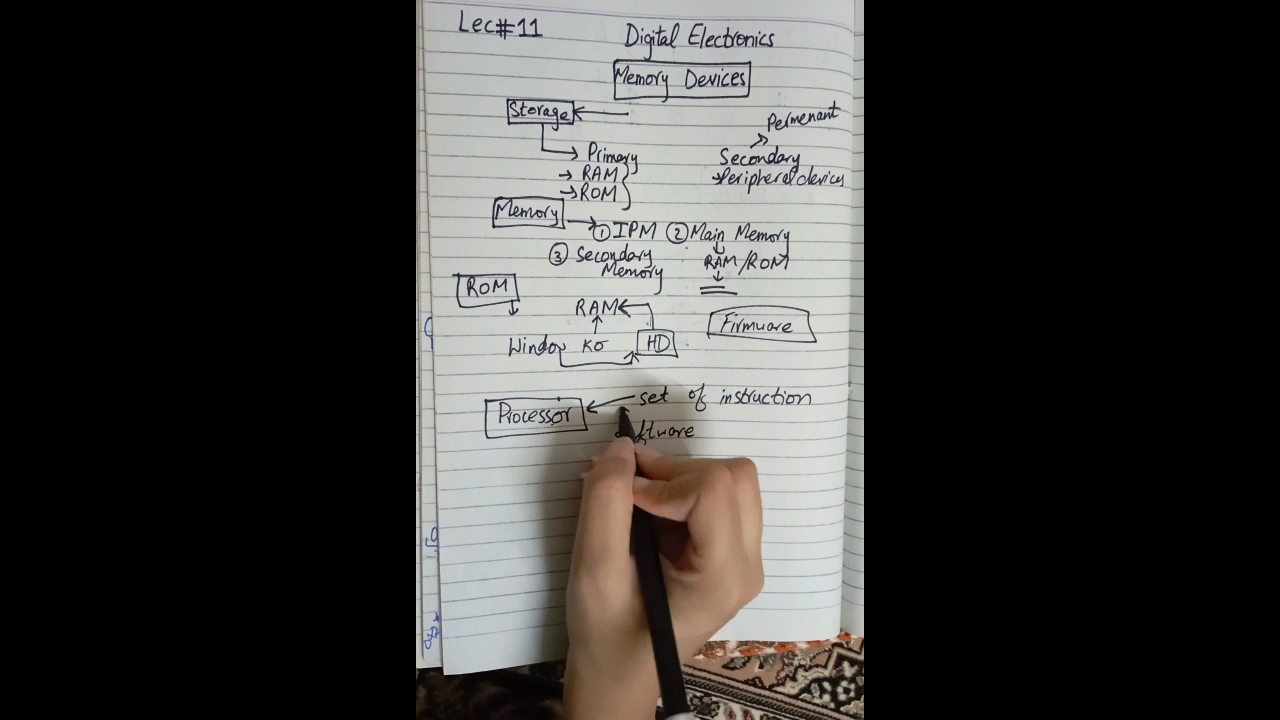 Lec#11
Digital Electronics
Memory Devices
Storage
Permenant
→ Primary
Secondary
→ RAM
→ Peripheral devices
→ ROM
Memory → ① IPM ② Main Memory
③ Secondary
Memory
RAM /ROM
ROM
RAM
Firmware
Window KO HD
Processor ← set of instruction